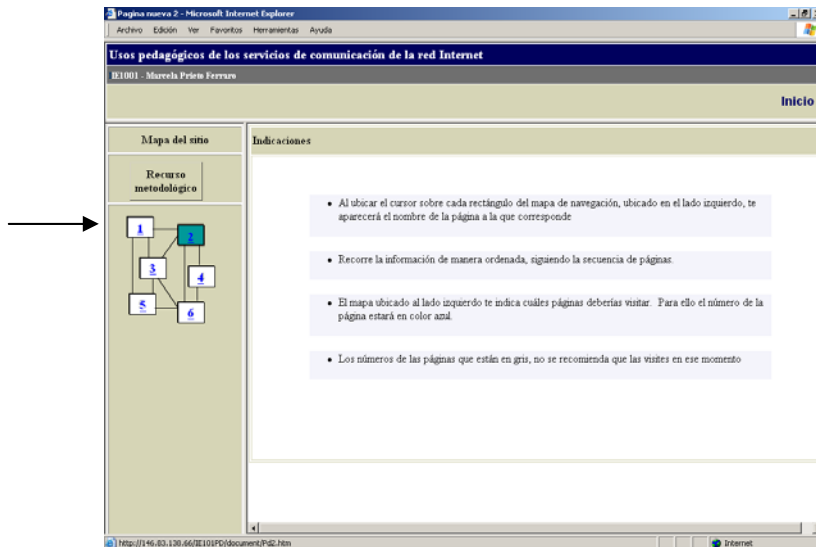 Pagina nueva 2 - Microsoft Internet Explorer
Archivo Edición Ver Favoritos Herramientas Ayuda
Usos pedagógicos de los servicios de comunicación de la red Internet
IE1001 - Marcela Prieto Ferraro
Inicio
Mapa del sitio
Indicaciones
Recurso
metodológico
1
2
3
4
5
6
• Al ubicar el cursor sobre cada rectángulo del mapa de navegación, ubicado en el lado izquierdo, te
aparecerá el nombre de la página a la que corresponde
• Recorre la información de manera ordenada, siguiendo la secuencia de páginas.
• El mapa ubicado al lado izquierdo te indica cuáles páginas deberías visitar. Para ello el número de la
página estará en color azul.
• Los números de las páginas que están en gris, no se recomienda que las visites en ese momento
http://146.83.138.66/IE101PD/document/Pd2.htm
Internet